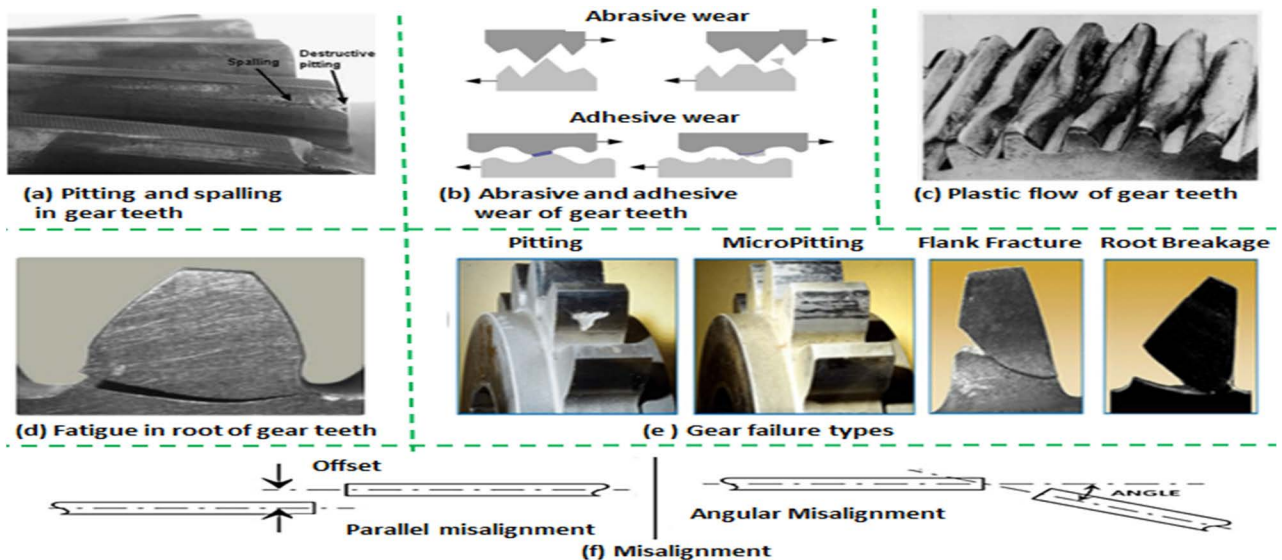 Spalling
Destructive
pitting
(a) Pitting and spalling
in gear teeth
Abrasive wear
Adhesive wear
(b) Abrasive and adhesive
wear of gear teeth
(c) Plastic flow of gear teeth
(d) Fatigue in root of gear teeth
Pitting
MicroPitting
Flank Fracture
Root Breakage
(e ) Gear failure types
Offset
Parallel misalignment
ANGLE
Angular Misalignment
(f) Misalignment